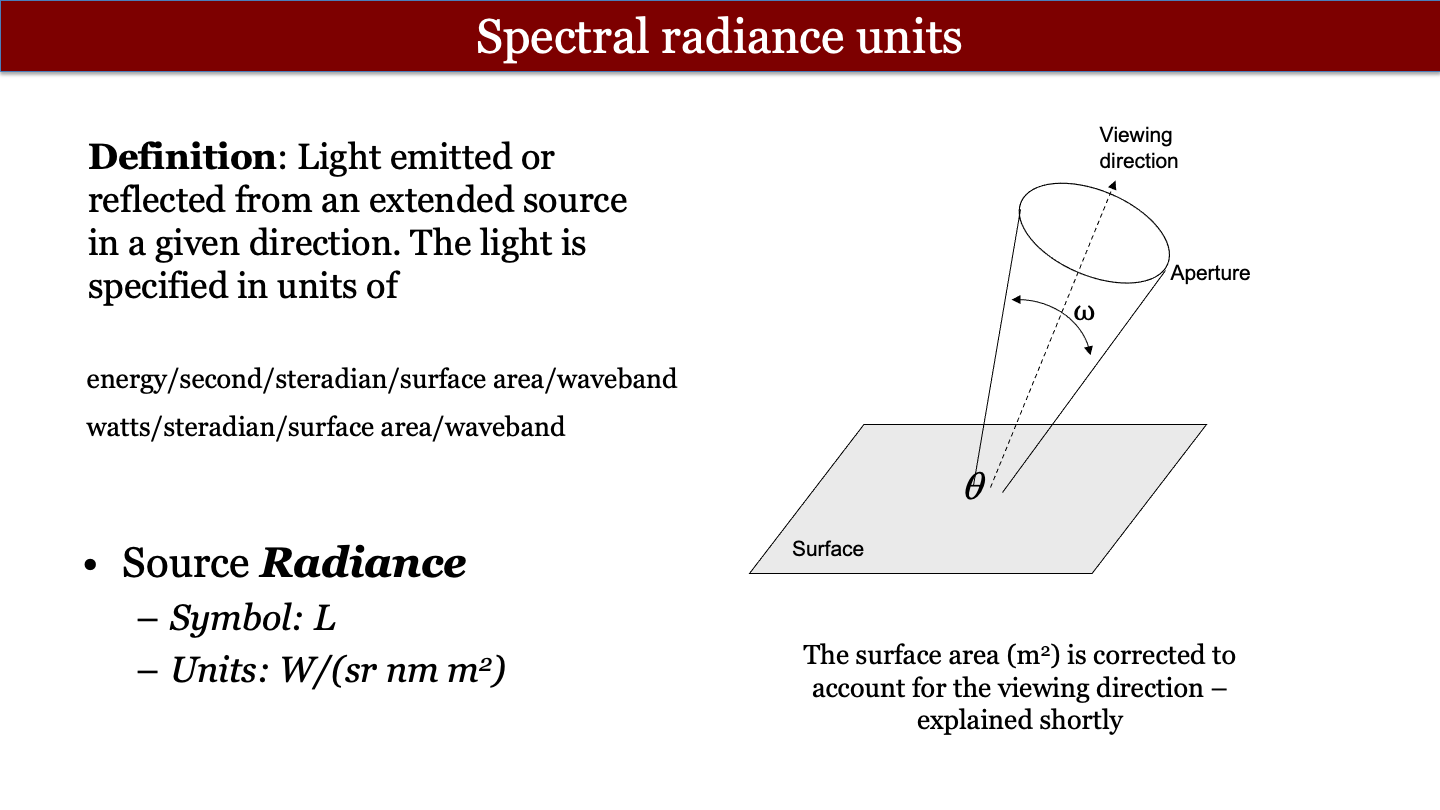 Spectral radiance units
Definition: Light emitted or
reflected from an extended source
in a given direction. The light is
specified in units of
energy/second/steradian/surface area/waveband
watts/steradian/surface area/waveband
• Source Radiance
– Symbol: L
– Units: W/(sr nm m²)
Viewing
direction
Aperture
ω
θ
Surface
The surface area (m²) is corrected to
account for the viewing direction –
explained shortly